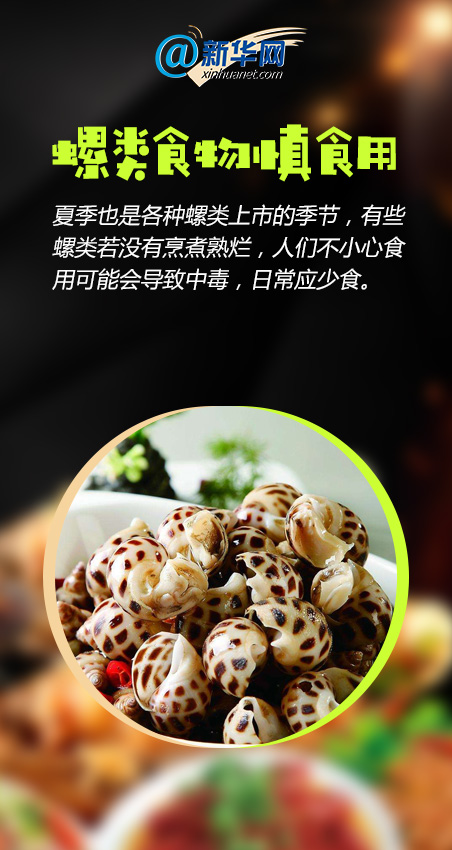 @新华网
xinhuanet.com
螺类食物慎食用
夏季也是各种螺类上市的季节，有些
螺类若没有烹煮熟烂，人们不小心食
用可能会导致中毒，日常应少食。